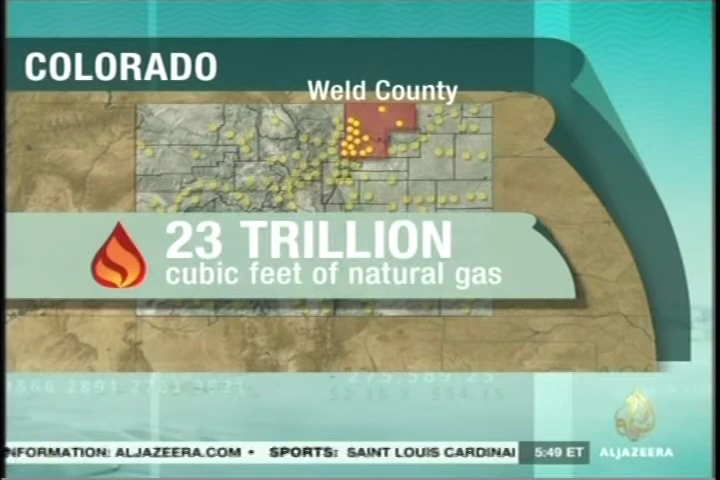 COLORADO
Weld County
23 TRILLION
cubic feet of natural gas
NFORMATION: ALJAZEERA.COM • SPORTS: SAINT LOUIS CARDINAI
5:49 ET
ALJAZEERA